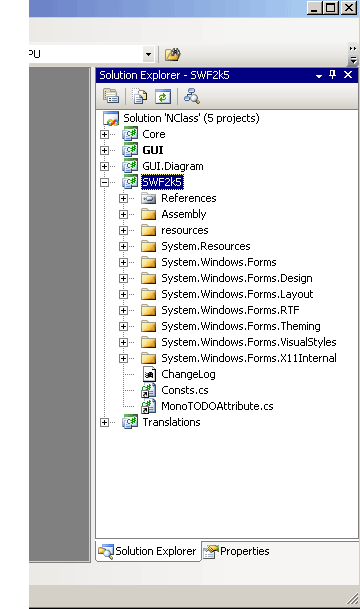 PU
Solution Explorer - SWF2k5
Solution 'NClass' (5 projects)
Core
GUI
GUI.Diagram
SWF2k5
References
Assembly
resources
System.Resources
System.Windows.Forms
System.Windows.Forms.Design
System.Windows.Forms.Layout
System.Windows.Forms.RTF
System.Windows.Forms.Theming
System.Windows.Forms.VisualStyles
System.Windows.Forms.X11Internal
ChangeLog
Consts.cs
MonoTODOAttribute.cs
Translations
Solution Explorer Properties